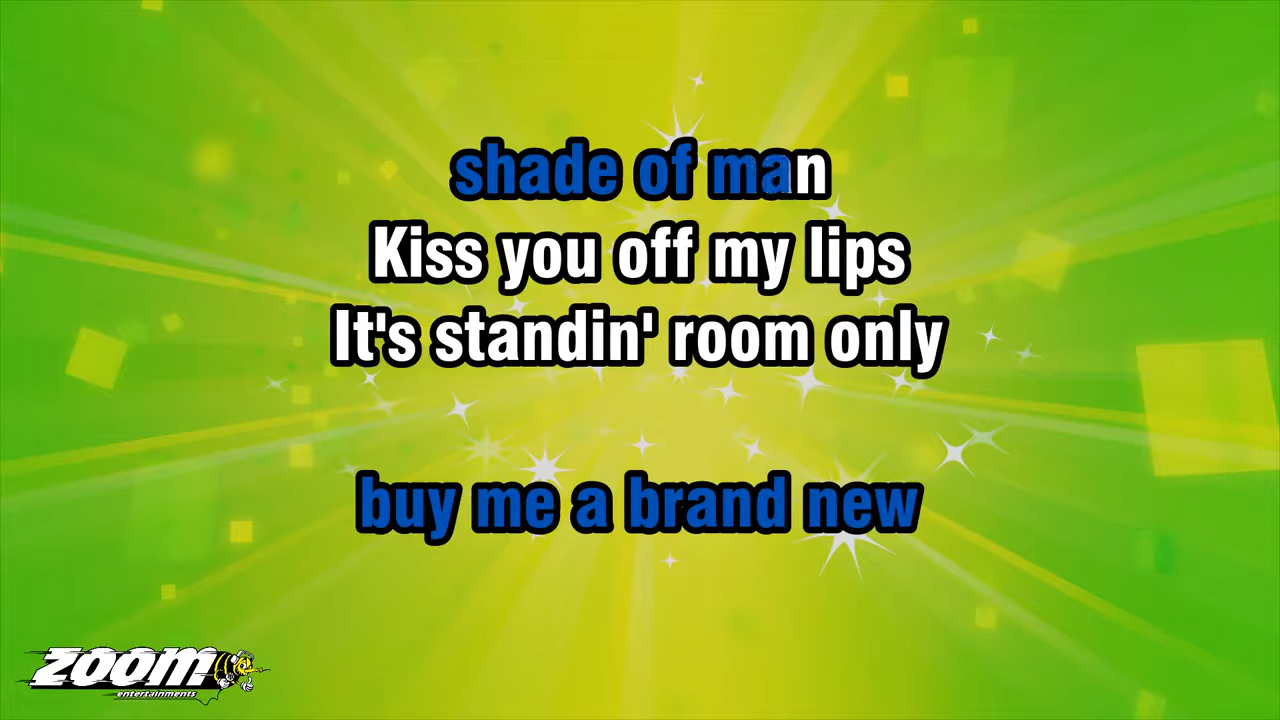 shade of man
Kiss you off my lips
It's standin' room only
buy me a brand new
zoom
entertainments